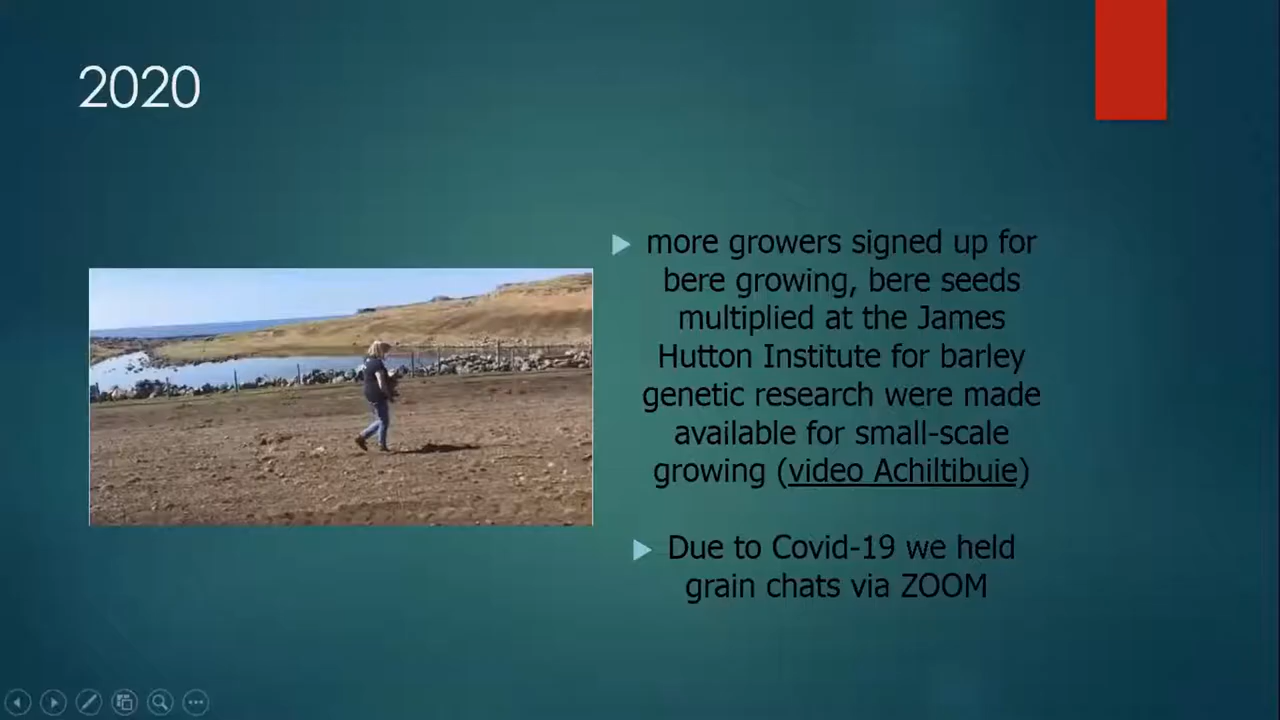 2020
more growers signed up for
bere growing, bere seeds
multiplied at the James
Hutton Institute for barley
genetic research were made
available for small-scale
growing (video Achiltibuie)
Due to Covid-19 we held
grain chats via ZOOM